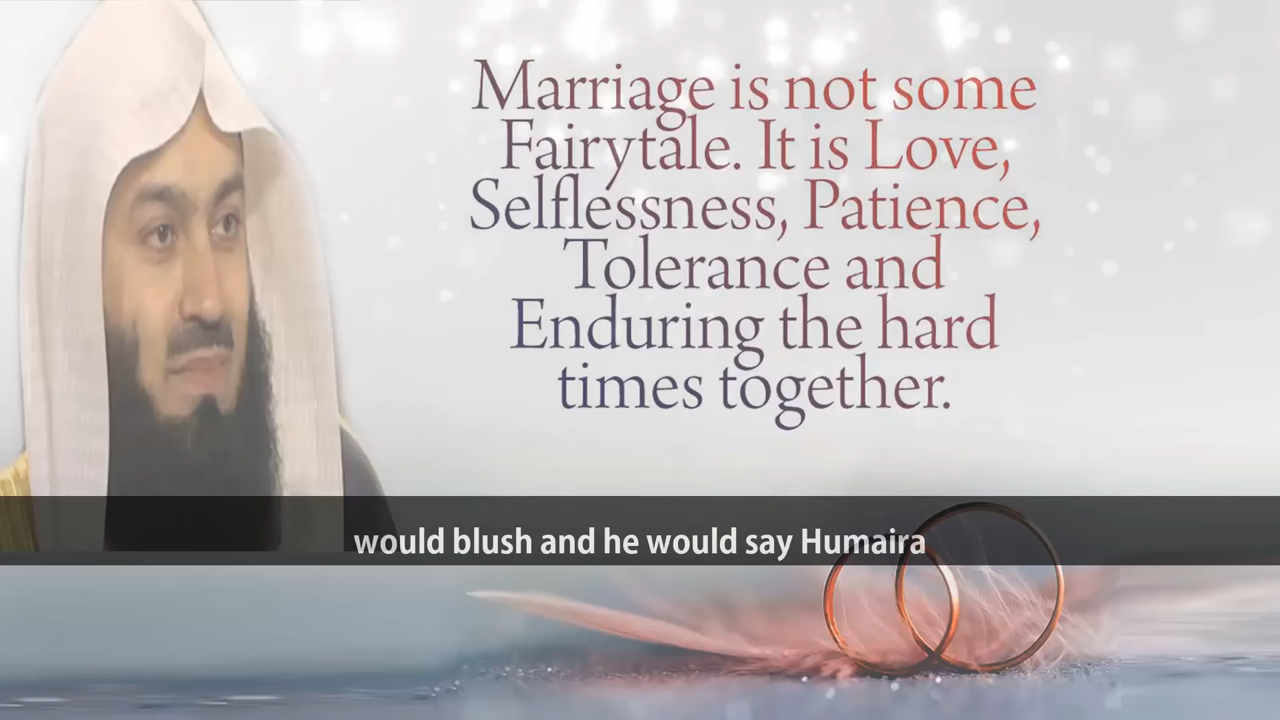 Marriage is not some
Fairytale. It is Love,
Selflessness, Patience,
Tolerance and
Enduring the hard
times together.
would blush and he would say Humaira